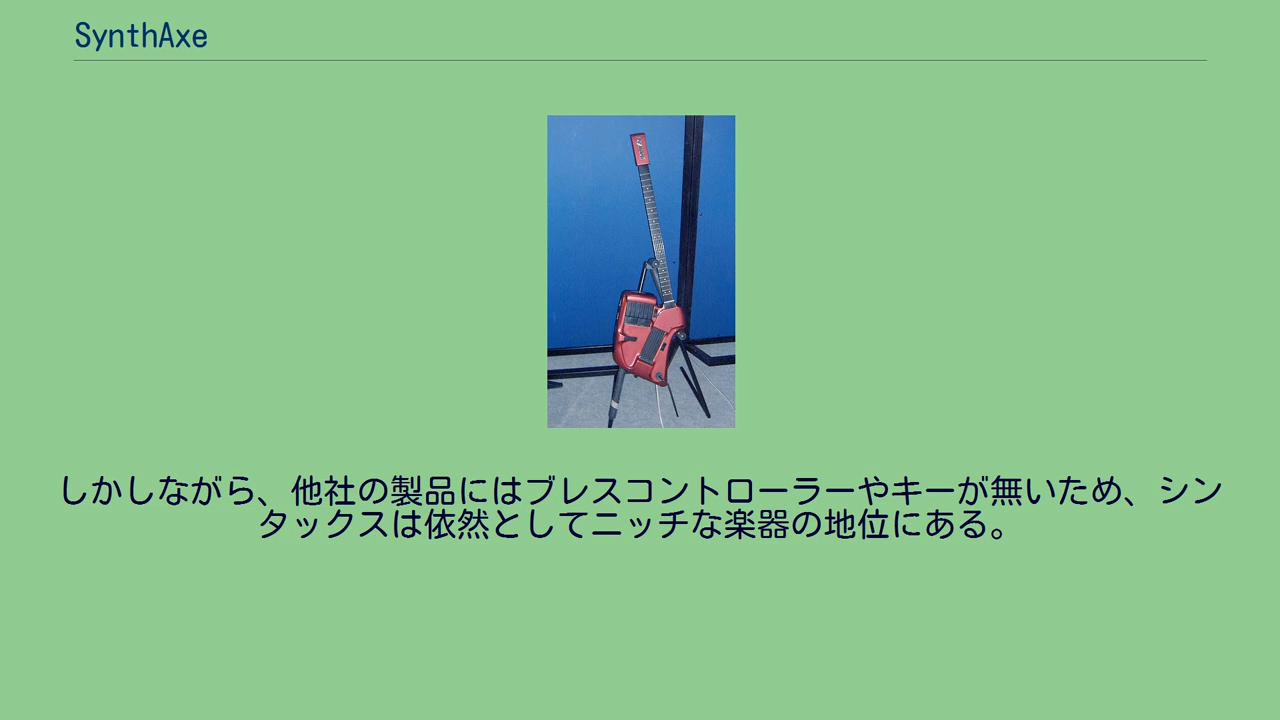 SynthAxe
しかしながら、他社の製品にはブレスコントローラーやキーが無いため、シン
タックスは依然としてニッチな楽器の地位にある。